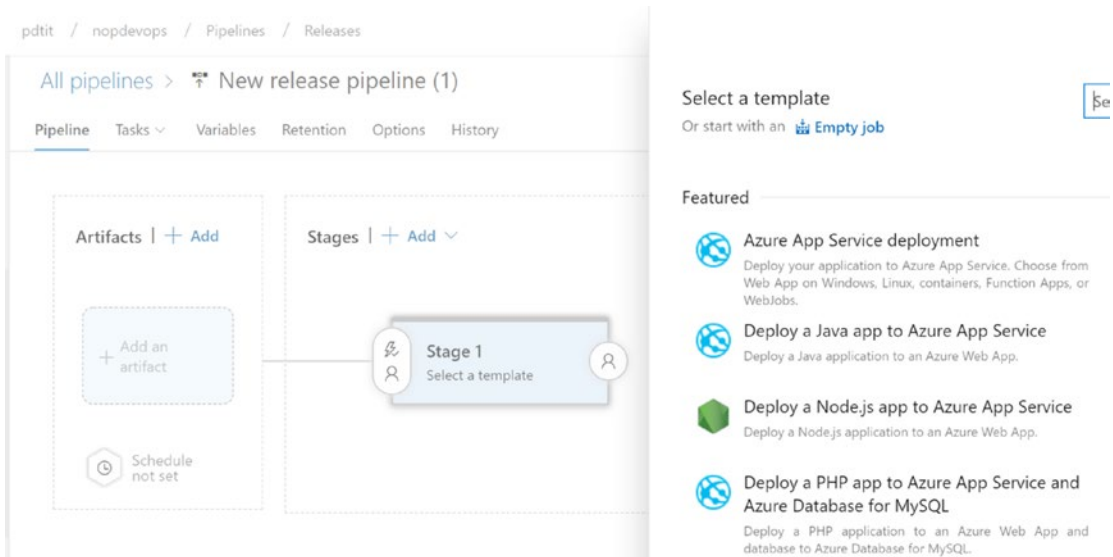 pdtit / nopdevops / Pipelines / Releases
All pipelines > New release pipeline (1)
Pipeline Tasks Variables Retention Options History
Artifacts | + Add
Stages | + Add
+ Add an
artifact
Schedule
not set
Stage 1
Select a template
Select a template
Or start with an Empty job
Featured
Azure App Service deployment
Deploy your application to Azure App Service. Choose from
Web App on Windows, Linux, containers, Function Apps, or
WebJobs.
Deploy a Java app to Azure App Service
Deploy a Java application to an Azure Web App.
Deploy a Node.js app to Azure App Service
Deploy a Node.js application to an Azure Web App.
Deploy a PHP app to Azure App Service and
Azure Database for MySQL
Deploy a PHP application to an Azure Web App and
database to Azure Database for MySQL.